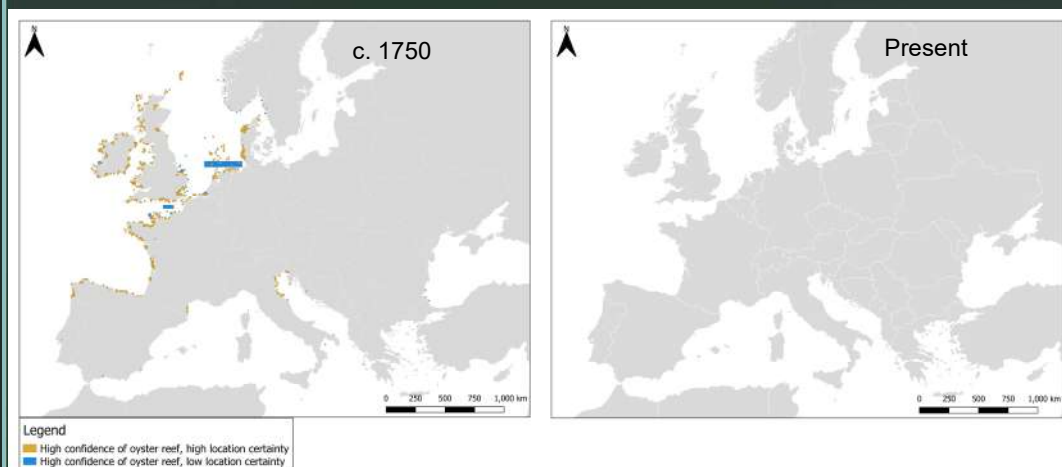 N
c. 1750
0 250 500 750 1,000 km
Legend
High confidence of oyster reef, high location certainty
High confidence of oyster reef, low location certainty
N
Present
0 250 500 750 1,000 km